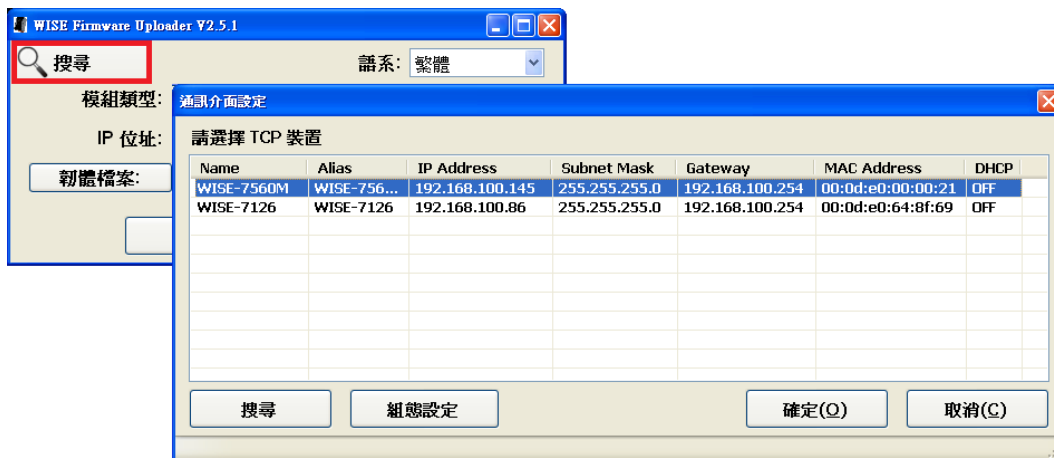 WISE Firmware Uploader V2.5.1
搜尋 語系: 繁體
模組類型:
IP 位址:
韌體檔案:
通訊介面設定
請選擇 TCP 裝置
Name Alias IP Address Subnet Mask Gateway MAC Address DHCP
WISE-7560M WISE-756... 192.168.100.145 255.255.255.0 192.168.100.254 00:0d:e0:00:00:21 OFF
WISE-7126 WISE-7126 192.168.100.86 255.255.255.0 192.168.100.254 00:0d:e0:64:8f:69 OFF
搜尋 組態設定 確定(O) 取消(C)